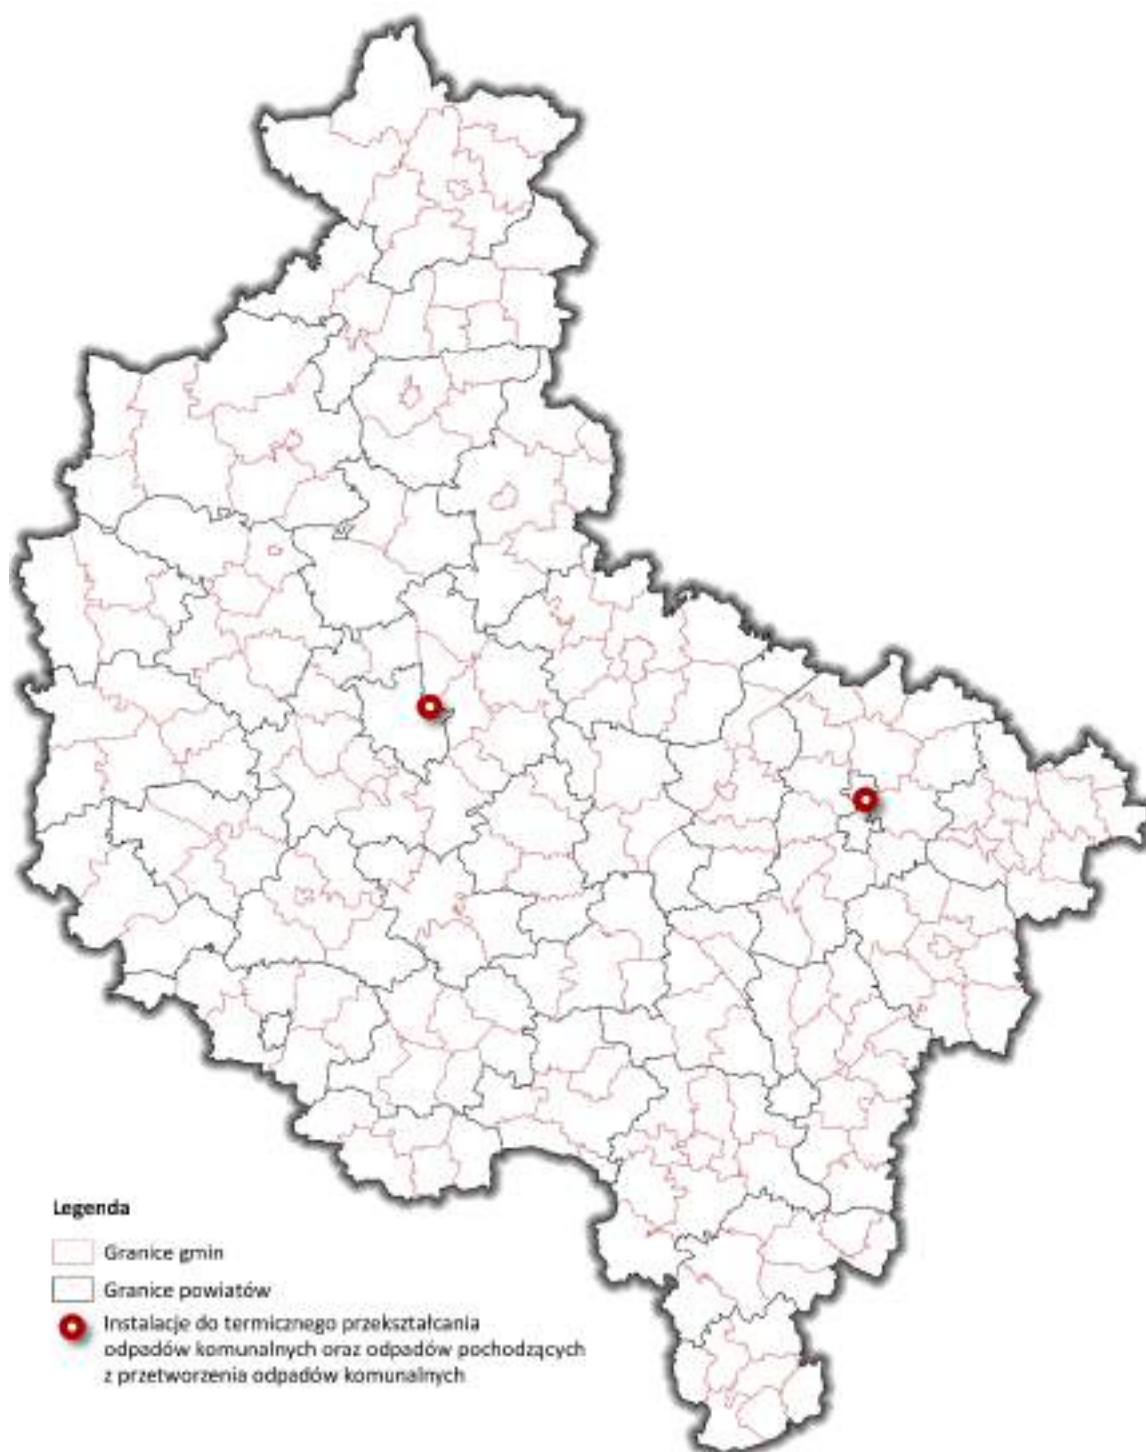 Legenda
Granice gmin
Granice powiatów
Instalacje do termicznego przekształcania
odpadów komunalnych oraz odpadów pochodzących
z przetworzenia odpadów komunalnych